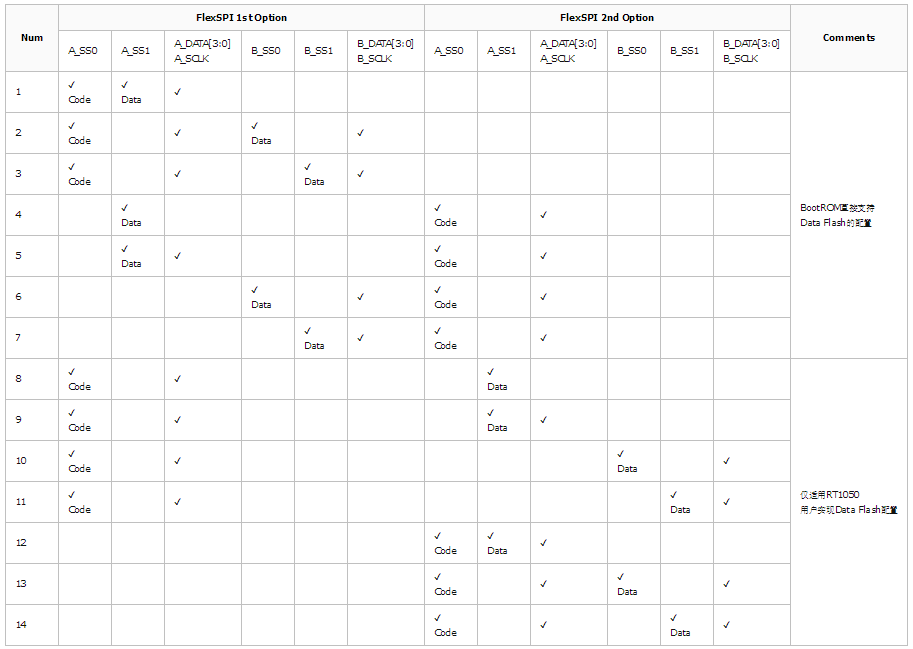 Num FlexSPI 1st Option FlexSPI 2nd Option Comments
A_SS0 A_SS1 A_DATA[3:0] B_SS0 B_SS1 B_DATA[3:0] A_SS0 A_SS1 A_DATA[3:0] B_SS0 B_SS1 B_DATA[3:0]
A_SCLK B_SCLK A_SCLK B_SCLK
1 ✓ ✓ ✓
Code Data
2 ✓ ✓ ✓ ✓
Code Data
3 ✓ ✓ ✓ ✓
Code Data
4 ✓ ✓ ✓
Data Code
5 ✓ ✓ ✓ ✓
Data Code
6 ✓ ✓ ✓ ✓
Data Code
7 ✓ ✓ ✓ ✓
Data Code
BootROM直接支持
Data Flash的配置
8 ✓ ✓ ✓
Code Data
9 ✓ ✓ ✓ ✓
Code Data
10 ✓ ✓ ✓ ✓
Code Data
11 ✓ ✓ ✓ ✓
Code Data
12 ✓ ✓ ✓
Code Data
13 ✓ ✓ ✓ ✓
Code Data
14 ✓ ✓ ✓ ✓
Code Data
仅适用RT1050
用户实现Data Flash配置